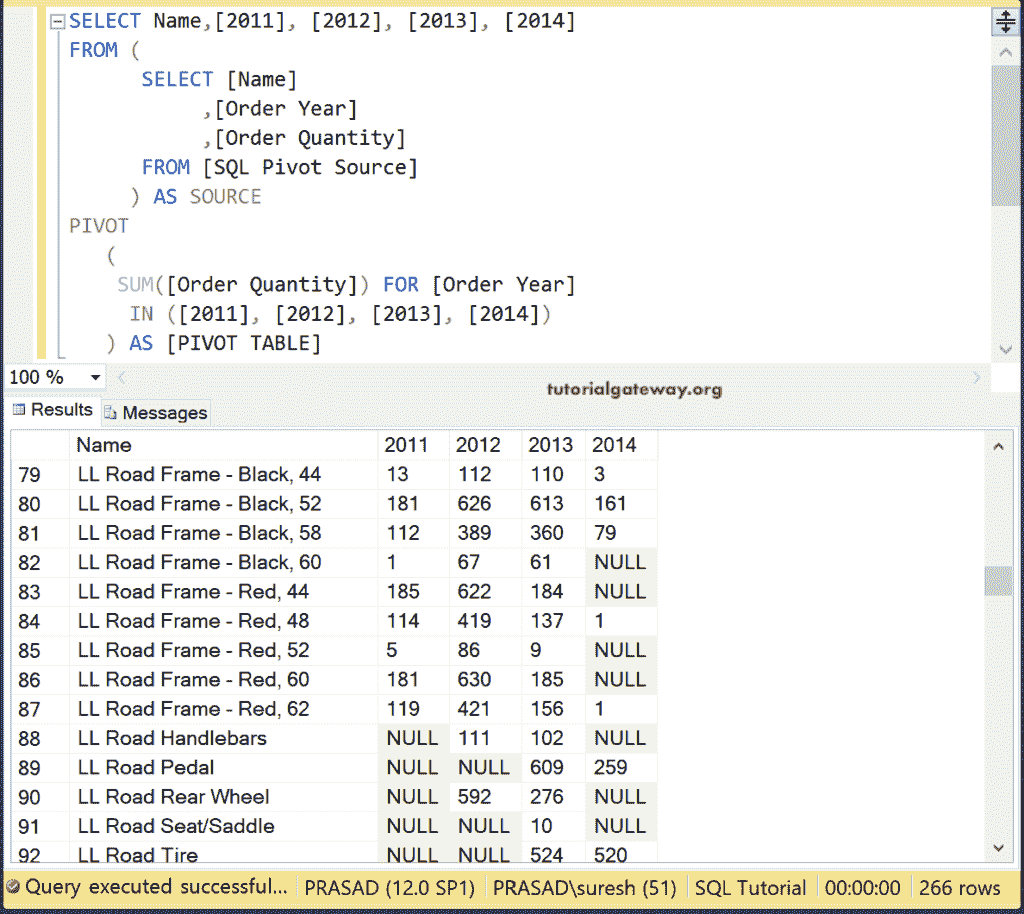 SELECT Name,[2011], [2012], [2013], [2014]
FROM (
SELECT [Name]
,[Order Year]
,[Order Quantity]
FROM [SQL Pivot Source]
) AS SOURCE
PIVOT
(
SUM([Order Quantity]) FOR [Order Year]
IN ([2011], [2012], [2013], [2014])
) AS [PIVOT TABLE]
100 %
tutorialgateway.org
Results Messages
Name 2011 2012 2013 2014
79 LL Road Frame - Black, 44 13 112 110 3
80 LL Road Frame - Black, 52 181 626 613 161
81 LL Road Frame - Black, 58 112 389 360 79
82 LL Road Frame - Black, 60 1 67 61 NULL
83 LL Road Frame - Red, 44 185 622 184 NULL
84 LL Road Frame - Red, 48 114 419 137 1
85 LL Road Frame - Red, 52 5 86 9 NULL
86 LL Road Frame - Red, 60 181 630 185 NULL
87 LL Road Frame - Red, 62 119 421 156 1
88 LL Road Handlebars NULL 111 102 NULL
89 LL Road Pedal NULL NULL 609 259
90 LL Road Rear Wheel NULL 592 276 NULL
91 LL Road Seat/Saddle NULL NULL 10 NULL
92 LL Road Tire NULL NULL 524 520
Query executed successful... PRASAD (12.0 SP1) PRASAD\suresh (51) SQL Tutorial 00:00:00 266 rows